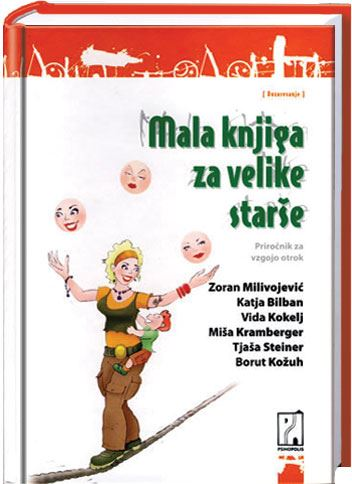 [ Dozorevanje ]
Mala knjiga
za velike
starše
Priročnik za
vzgojo otrok
Zoran Milivojević
Katja Bilban
Vida Kokelj
Miša Kramberger
Tjaša Steiner
Borut Kožuh
PSIHOPOLIS